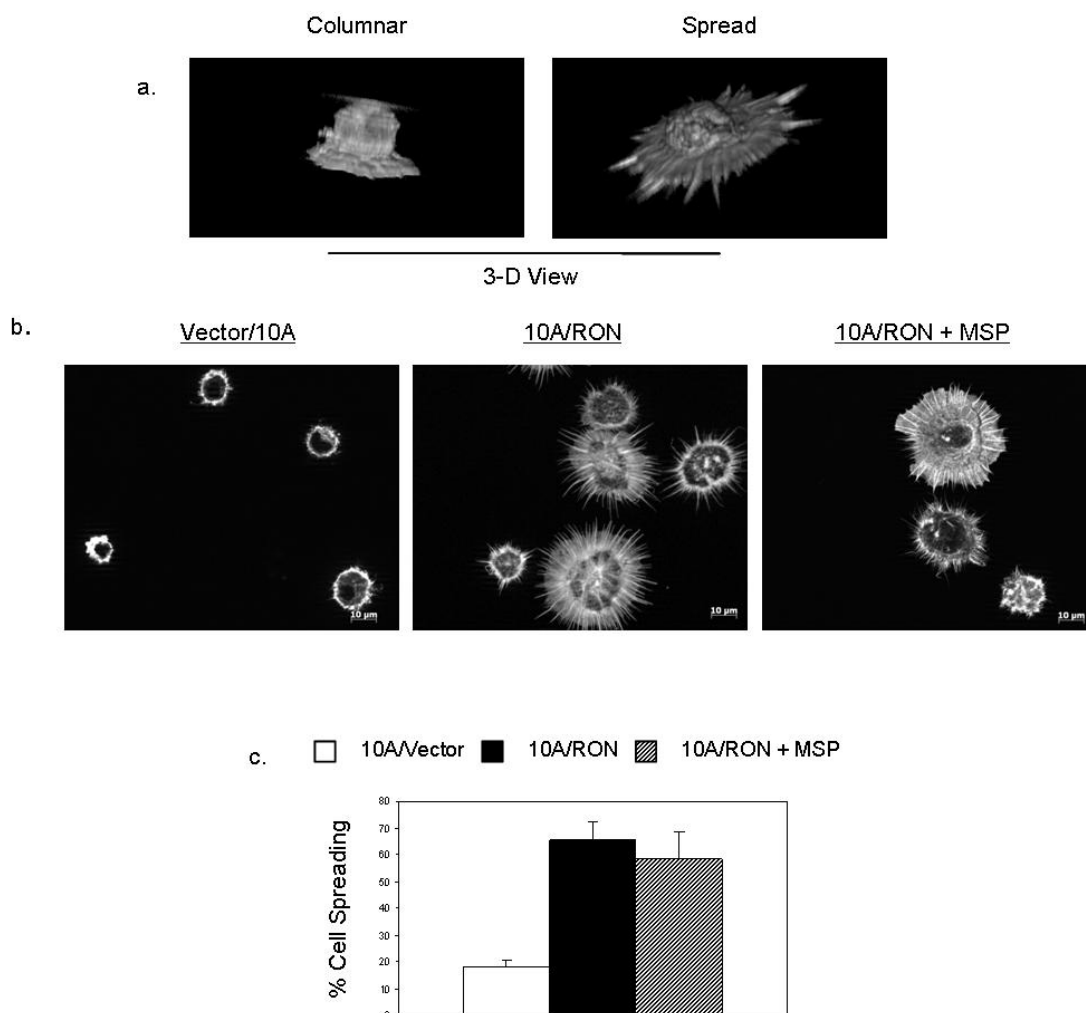 Columnar Spread
a.
3-D View
b. Vector/10A 10A/RON 10A/RON + MSP
10 µm 10 µm 10 µm
c. 10A/Vector 10A/RON 10A/RON + MSP
% Cell Spreading
80
70
60
50
40
30
20
10
0